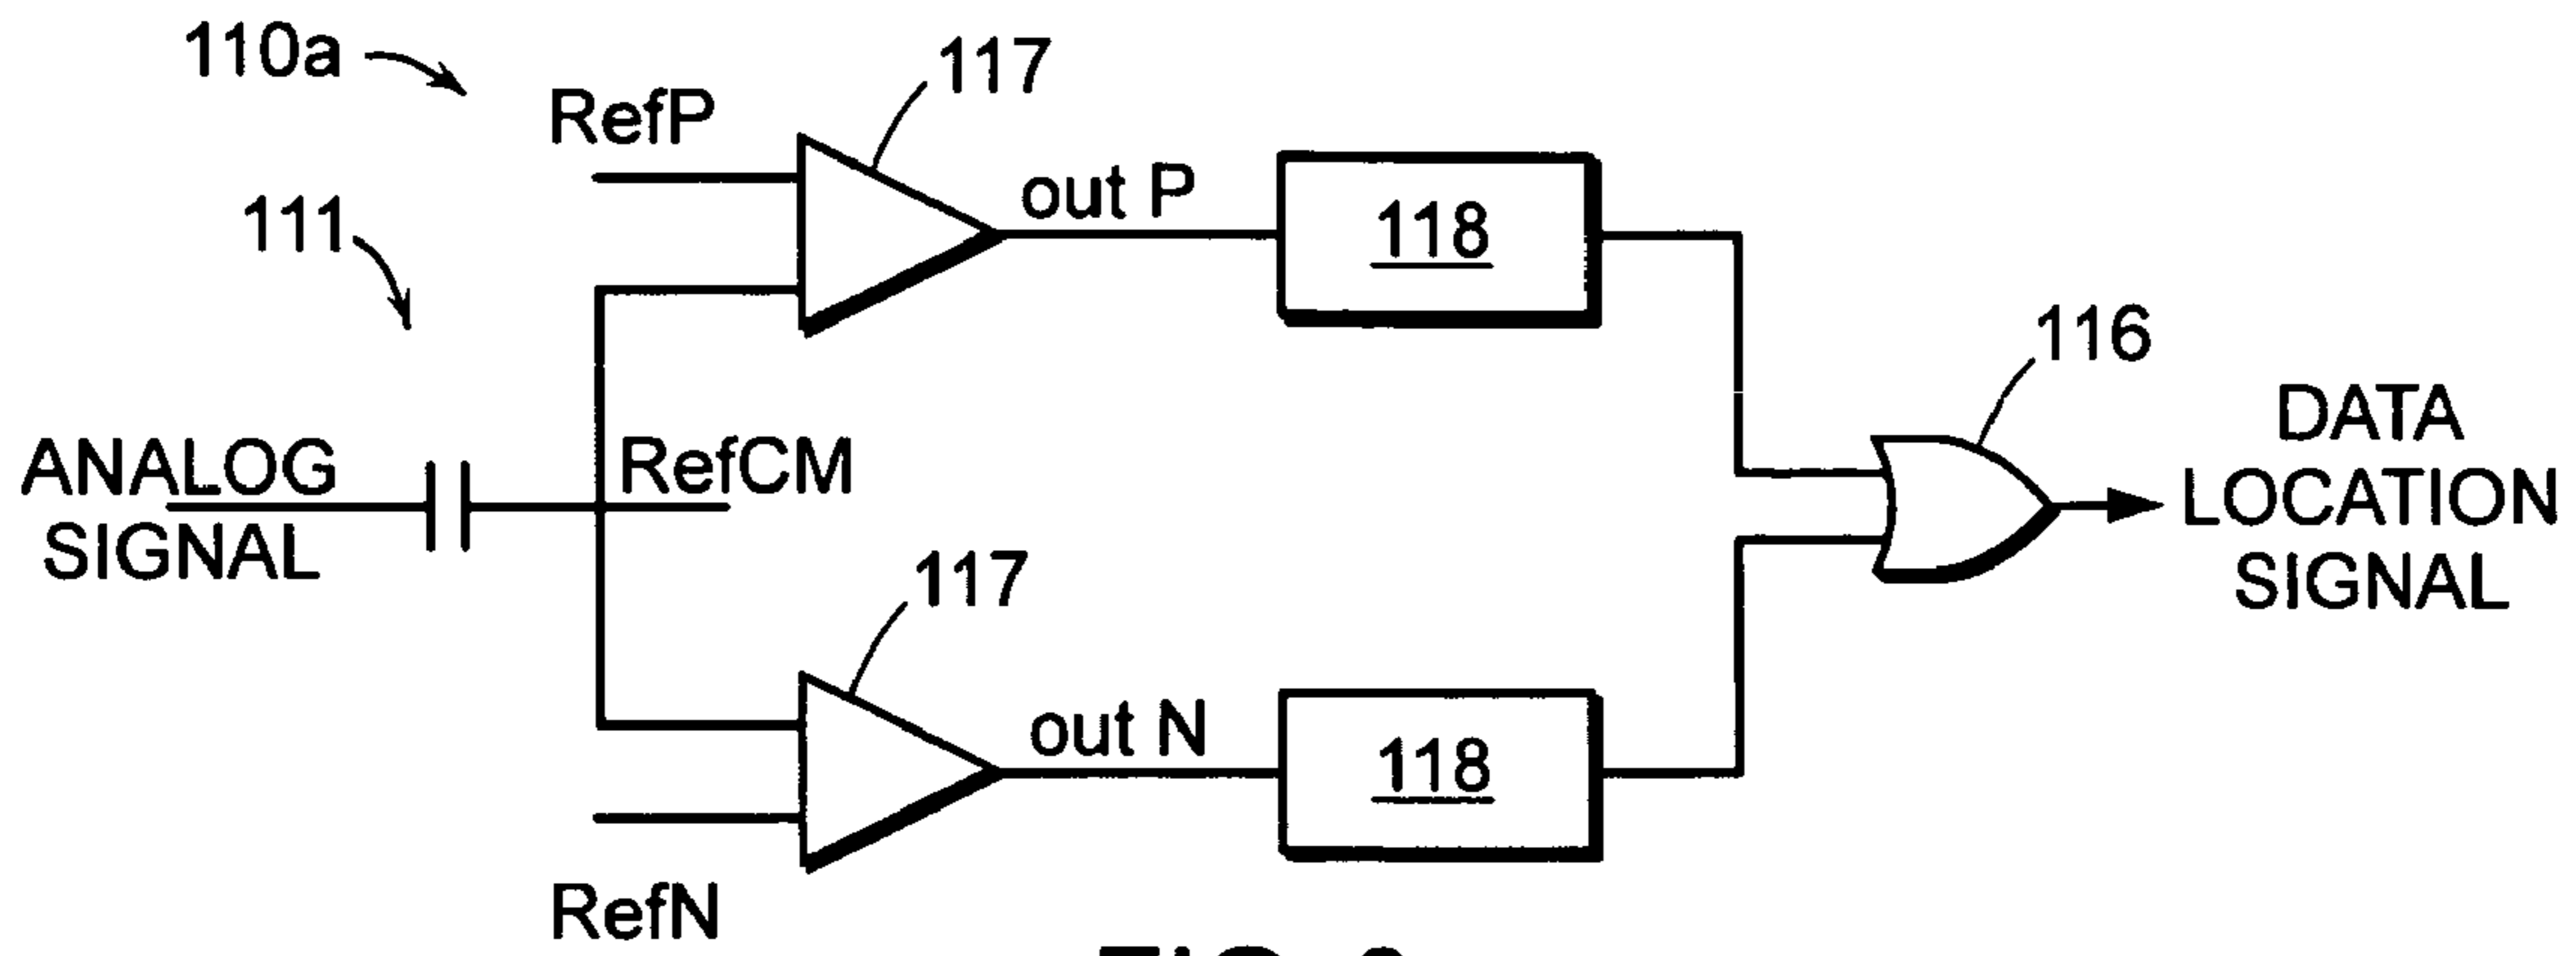 110a
RefP
117
out P
118
111
116
ANALOG
SIGNAL
RefCM
DATA
LOCATION
SIGNAL
117
out N
118
RefN